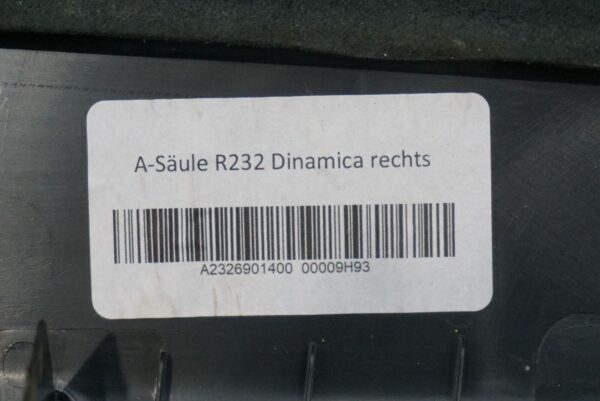 A-Säule R232 Dinamica rechts
A2326901400 00009H93